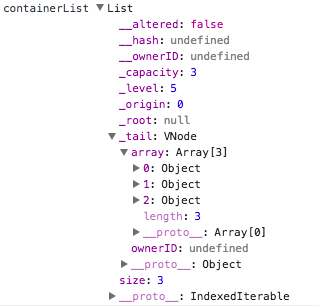 containerList ▼ List
__altered: false
__hash: undefined
__ownerID: undefined
_capacity: 3
_level: 5
_origin: 0
_root: null
▼ _tail: VNode
▼ array: Array[3]
▶ 0: Object
▶ 1: Object
▶ 2: Object
length: 3
▶ __proto__: Array[0]
ownerID: undefined
▶ __proto__: Object
size: 3
▶ __proto__: IndexedIterable